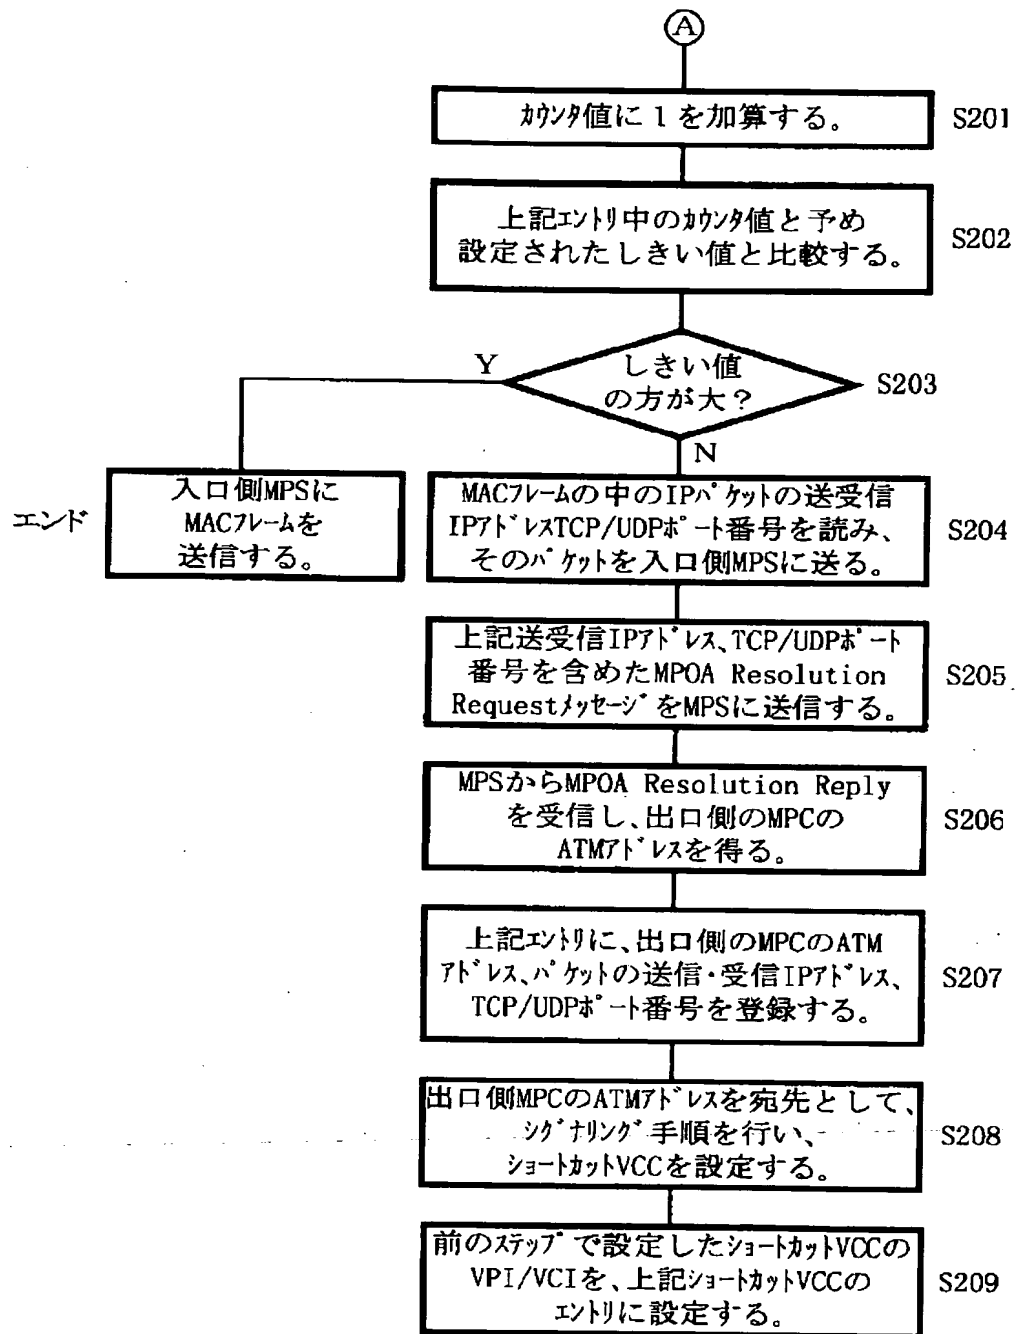 A
カウンタ値に1を加算する。
S201
上記エントリ中のカウンタ値と予め
設定されたしきい値と比較する。
S202
しきい値
の方が大?
S203
Y
N
入口側MPSに
MACフレームを
送信する。
エンド
MACフレームの中のIPパケットの送受信
IPアドレスTCP/UDPポート番号を読み、
そのパケットを入口側MPSに送る。
S204
上記送受信IPアドレス、TCP/UDPポート
番号を含めたMPOA Resolution
RequestメッセージをMPSに送信する。
S205
MPSからMPOA Resolution Reply
を受信し、出口側のMPCの
ATMアドレスを得る。
S206
上記エントリに、出口側のMPCのATM
アドレス、パケットの送信・受信IPアドレス、
TCP/UDPポート番号を登録する。
S207
出口側MPCのATMアドレスを宛先として、
シグナリング手順を行い、
ショートカットVCCを設定する。
S208
前のステップで設定したショートカットVCCの
VPI/VCIを、上記ショートカットVCCの
エントリに設定する。
S209